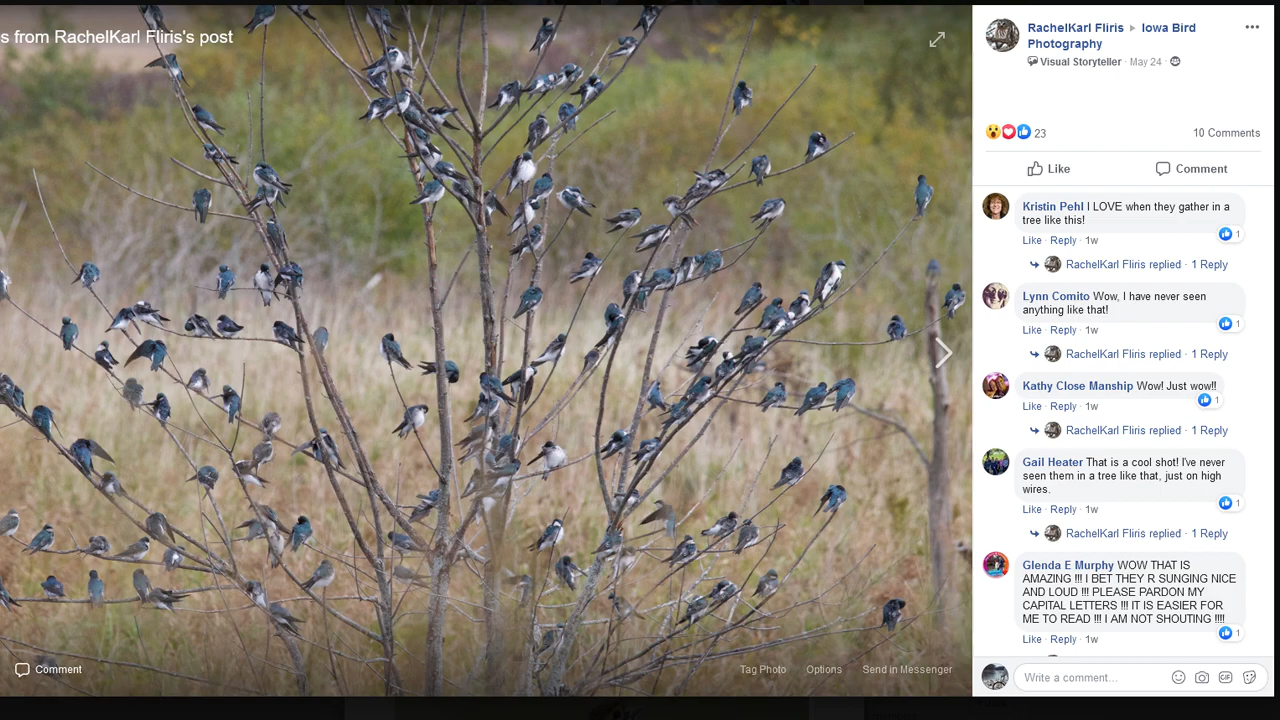 s from RachelKarl Fliris's post
Comment
Tag Photo Options Send in Messenger
RachelKarl Fliris ▸ Iowa Bird
Photography
Visual Storyteller · May 24 ·
23
10 Comments
Like Comment
Kristin Pehl I LOVE when they gather in a
tree like this!
1
Like · Reply · 1w
RachelKarl Fliris replied · 1 Reply
Lynn Comito Wow, I have never seen
anything like that!
1
Like · Reply · 1w
RachelKarl Fliris replied · 1 Reply
Kathy Close Manship Wow! Just wow!!
1
Like · Reply · 1w
RachelKarl Fliris replied · 1 Reply
Gail Heater That is a cool shot! I've never
seen them in a tree like that, just on high
wires.
1
Like · Reply · 1w
RachelKarl Fliris replied · 1 Reply
Glenda E Murphy WOW THAT IS
AMAZING !!! I BET THEY R SUNGING NICE
AND LOUD !!! PLEASE PARDON MY
CAPITAL LETTERS !!! IT IS EASIER FOR
ME TO READ !!! I AM NOT SHOUTING !!!!
1
Like · Reply · 1w
Write a comment...
GIF